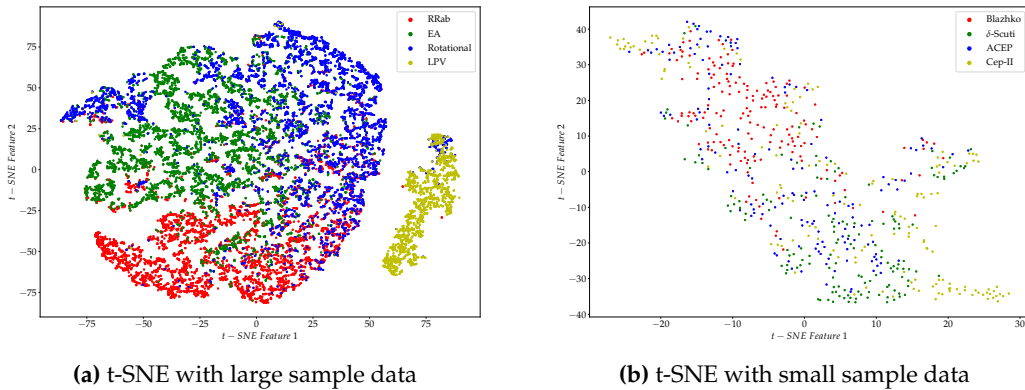 RRab
EA
Rotational
LPV
75
50
25
0
−25
−50
−75
t − SNE Feature 2
−75
−50
−25
0
25
50
75
t − SNE Feature 1
(a) t-SNE with large sample data
Blazhko
δ-Scuti
ACEP
Cep-II
40
30
20
10
0
−10
−20
−30
−40
t − SNE Feature 2
−20
−10
0
10
20
30
t − SNE Feature 1
(b) t-SNE with small sample data